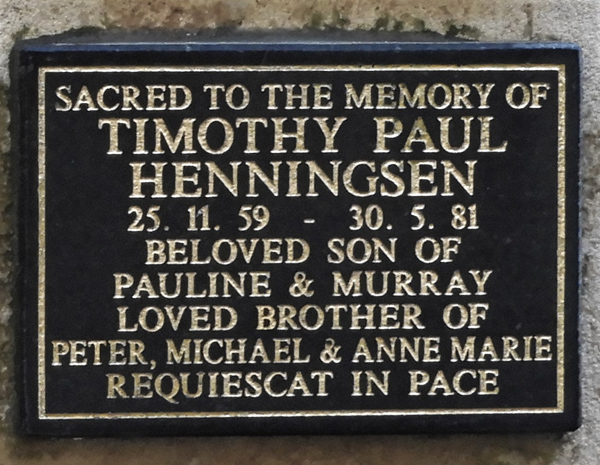 SACRED TO THE MEMORY OF
TIMOTHY PAUL
HENNINGSEN
25. 11. 59 - 30. 5. 81
BELOVED SON OF
PAULINE & MURRAY
LOVED BROTHER OF
PETER, MICHAEL & ANNE MARIE
REQUIESCAT IN PACE